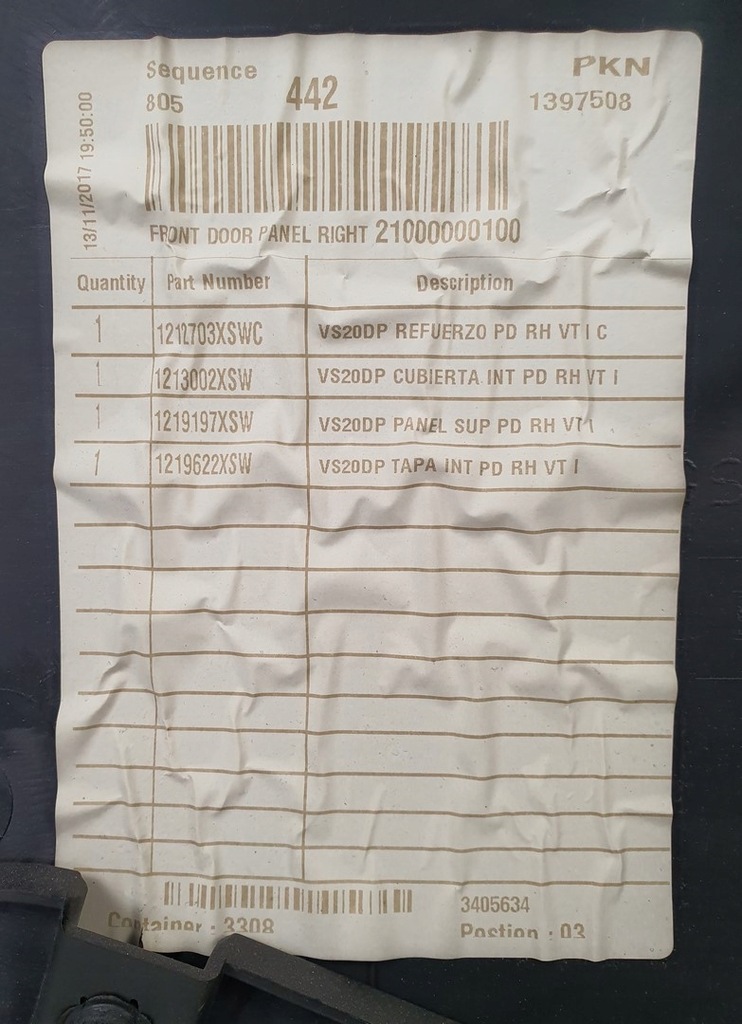 13/11/2017 19:50:00
Sequence 442 PKN
805 1397508
FRONT DOOR PANEL RIGHT 21000000100
Quantity Part Number Description
1 1212703XSWC VS20DP REFUERZO PD RH VT I C
1 1213002XSW VS20DP CUBIERTA INT PD RH VT I
1 1219197XSW VS20DP PANEL SUP PD RH VT I
1 1219622XSW VS20DP TAPA INT PD RH VT I
3405634
Container : 3308 Postion : 03